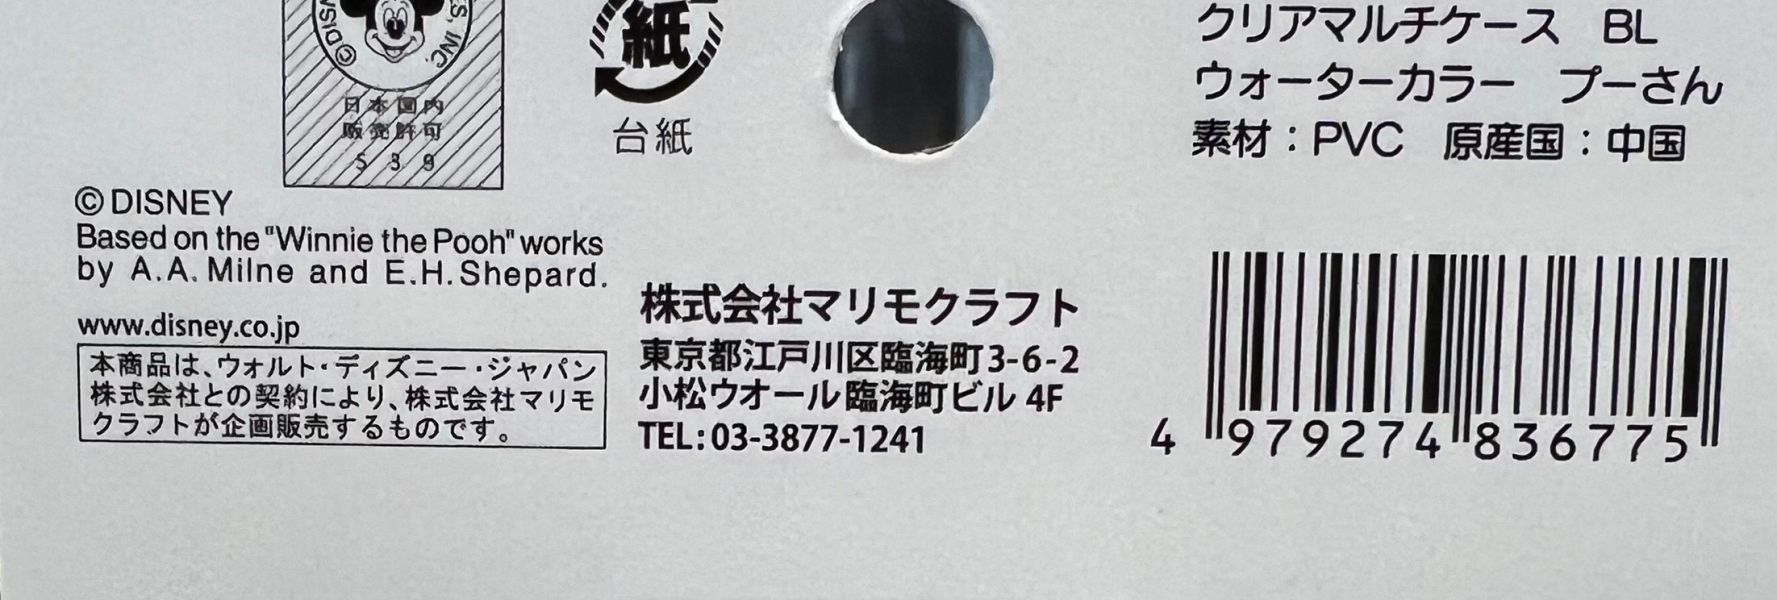 日本国内
販売許可
539
台紙
クリアマルチケース BL
ウォーターカラー プーさん
素材：PVC 原産国：中国
© DISNEY
Based on the "Winnie the Pooh" works
by A.A. Milne and E.H. Shepard.
www.disney.co.jp
本商品は、ウォルト・ディズニー・ジャパン
株式会社との契約により、株式会社マリモ
クラフトが企画販売するものです。
株式会社マリモクラフト
東京都江戸川区臨海町3-6-2
小松ウオール臨海町ビル 4F
TEL:03-3877-1241
4 979274 836775
紙